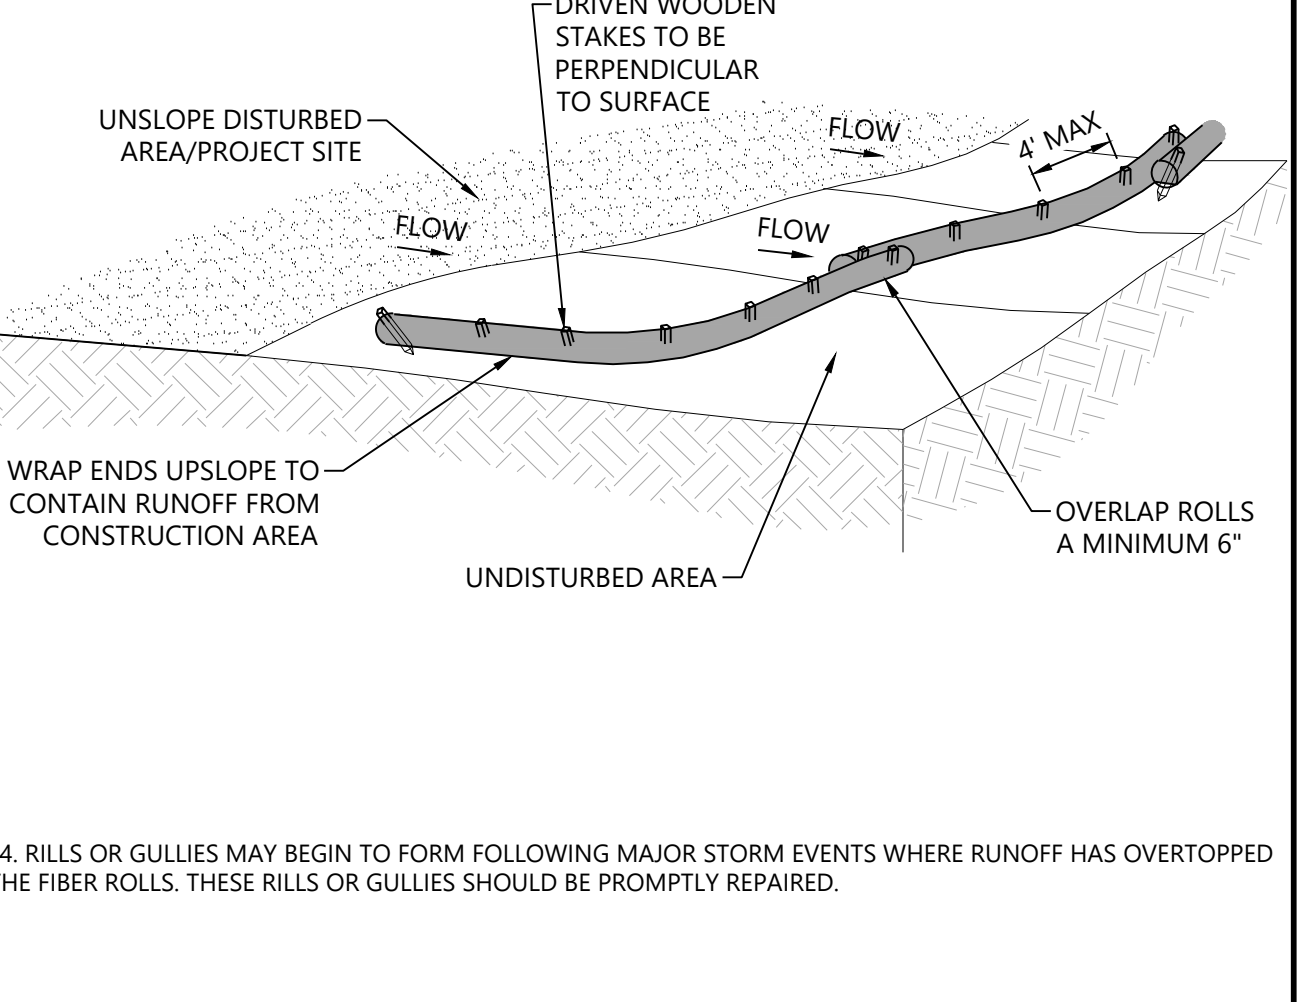 DRIVEN WOODEN
STAKES TO BE
PERPENDICULAR
TO SURFACE
UNSLOPE DISTURBED
AREA/PROJECT SITE
FLOW
4' MAX
FLOW
FLOW
WRAP ENDS UPSLOPE TO
CONTAIN RUNOFF FROM
CONSTRUCTION AREA
OVERLAP ROLLS
A MINIMUM 6"
UNDISTURBED AREA
4. RILLS OR GULLIES MAY BEGIN TO FORM FOLLOWING MAJOR STORM EVENTS WHERE RUNOFF HAS OVERTOPPED
THE FIBER ROLLS. THESE RILLS OR GULLIES SHOULD BE PROMPTLY REPAIRED.